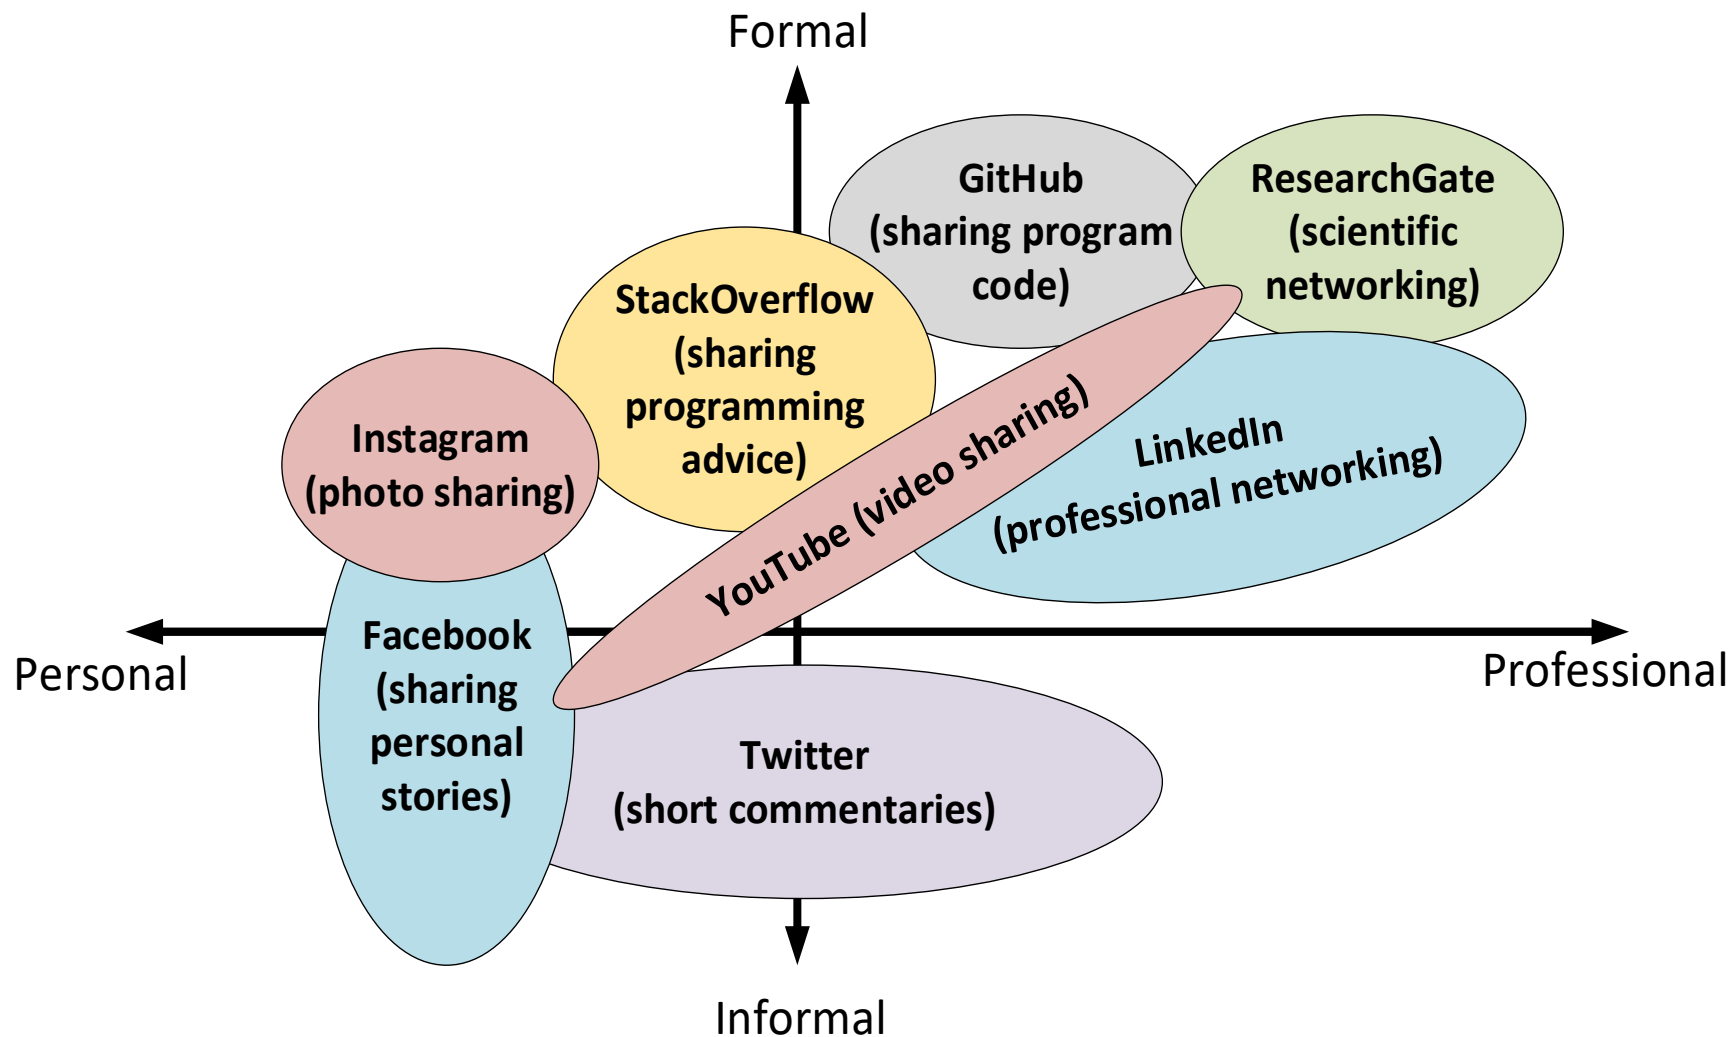 Formal
GitHub
(sharing program
code)
ResearchGate
(scientific
networking)
StackOverflow
(sharing
programming
advice)
Instagram
(photo sharing)
YouTube (video sharing)
LinkedIn
(professional networking)
Facebook
(sharing
personal
stories)
Personal
Professional
Twitter
(short commentaries)
Informal